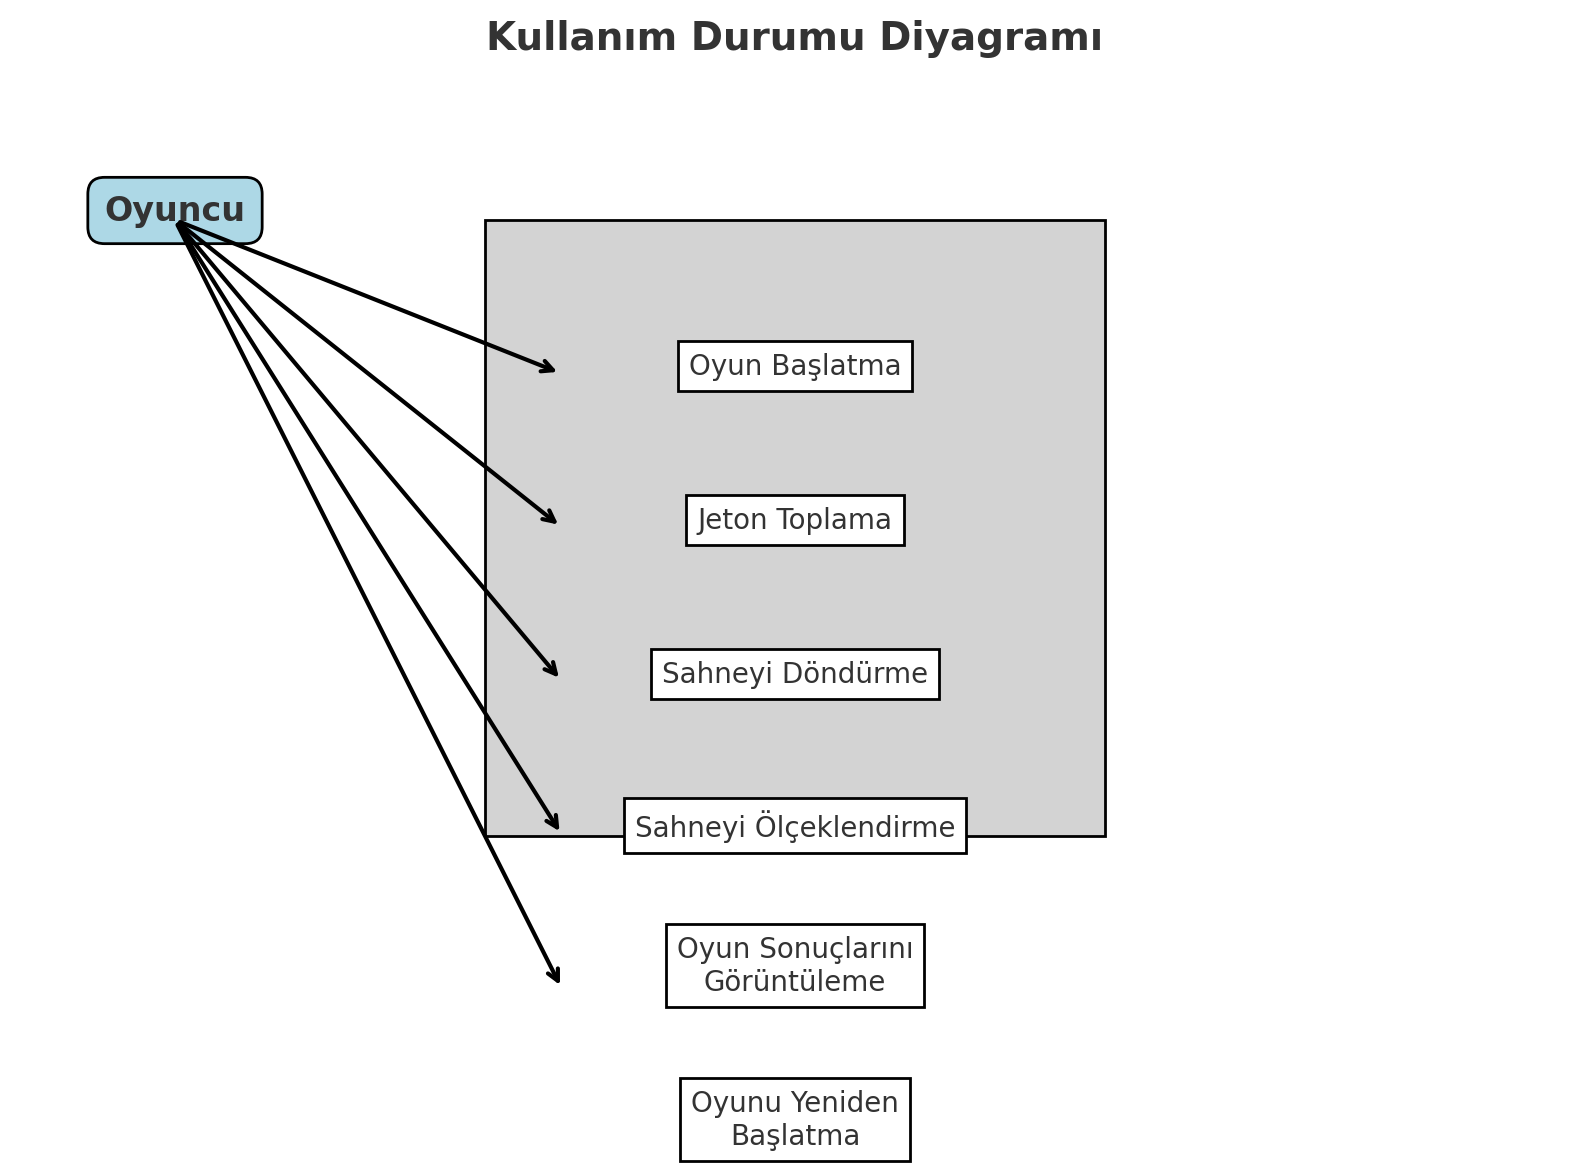 Kullanım Durumu Diyagramı
Oyuncu
Oyun Başlatma
Jeton Toplama
Sahneyi Döndürme
Sahneyi Ölçeklendirme
Oyun Sonuçlarını
Görüntüleme
Oyunu Yeniden
Başlatma